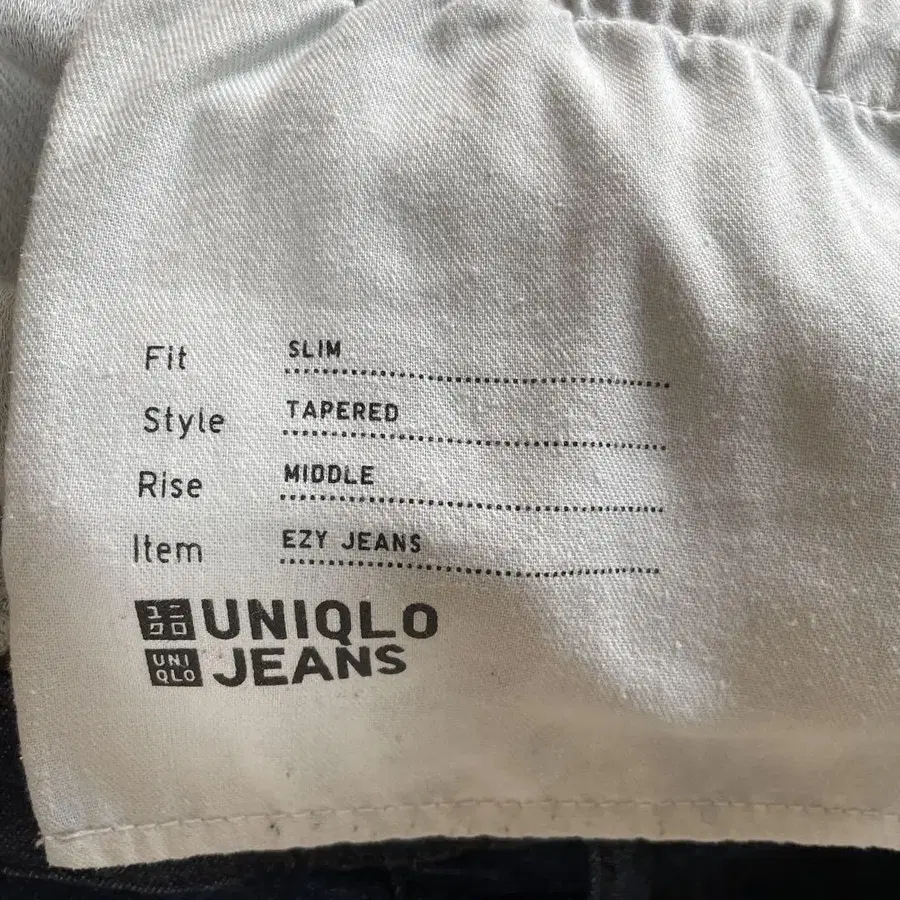 Fit SLIM
Style TAPERED
Rise MIDDLE
Item EZY JEANS
ユニ
クロ
UNIQLO
UNI
QLO
JEANS